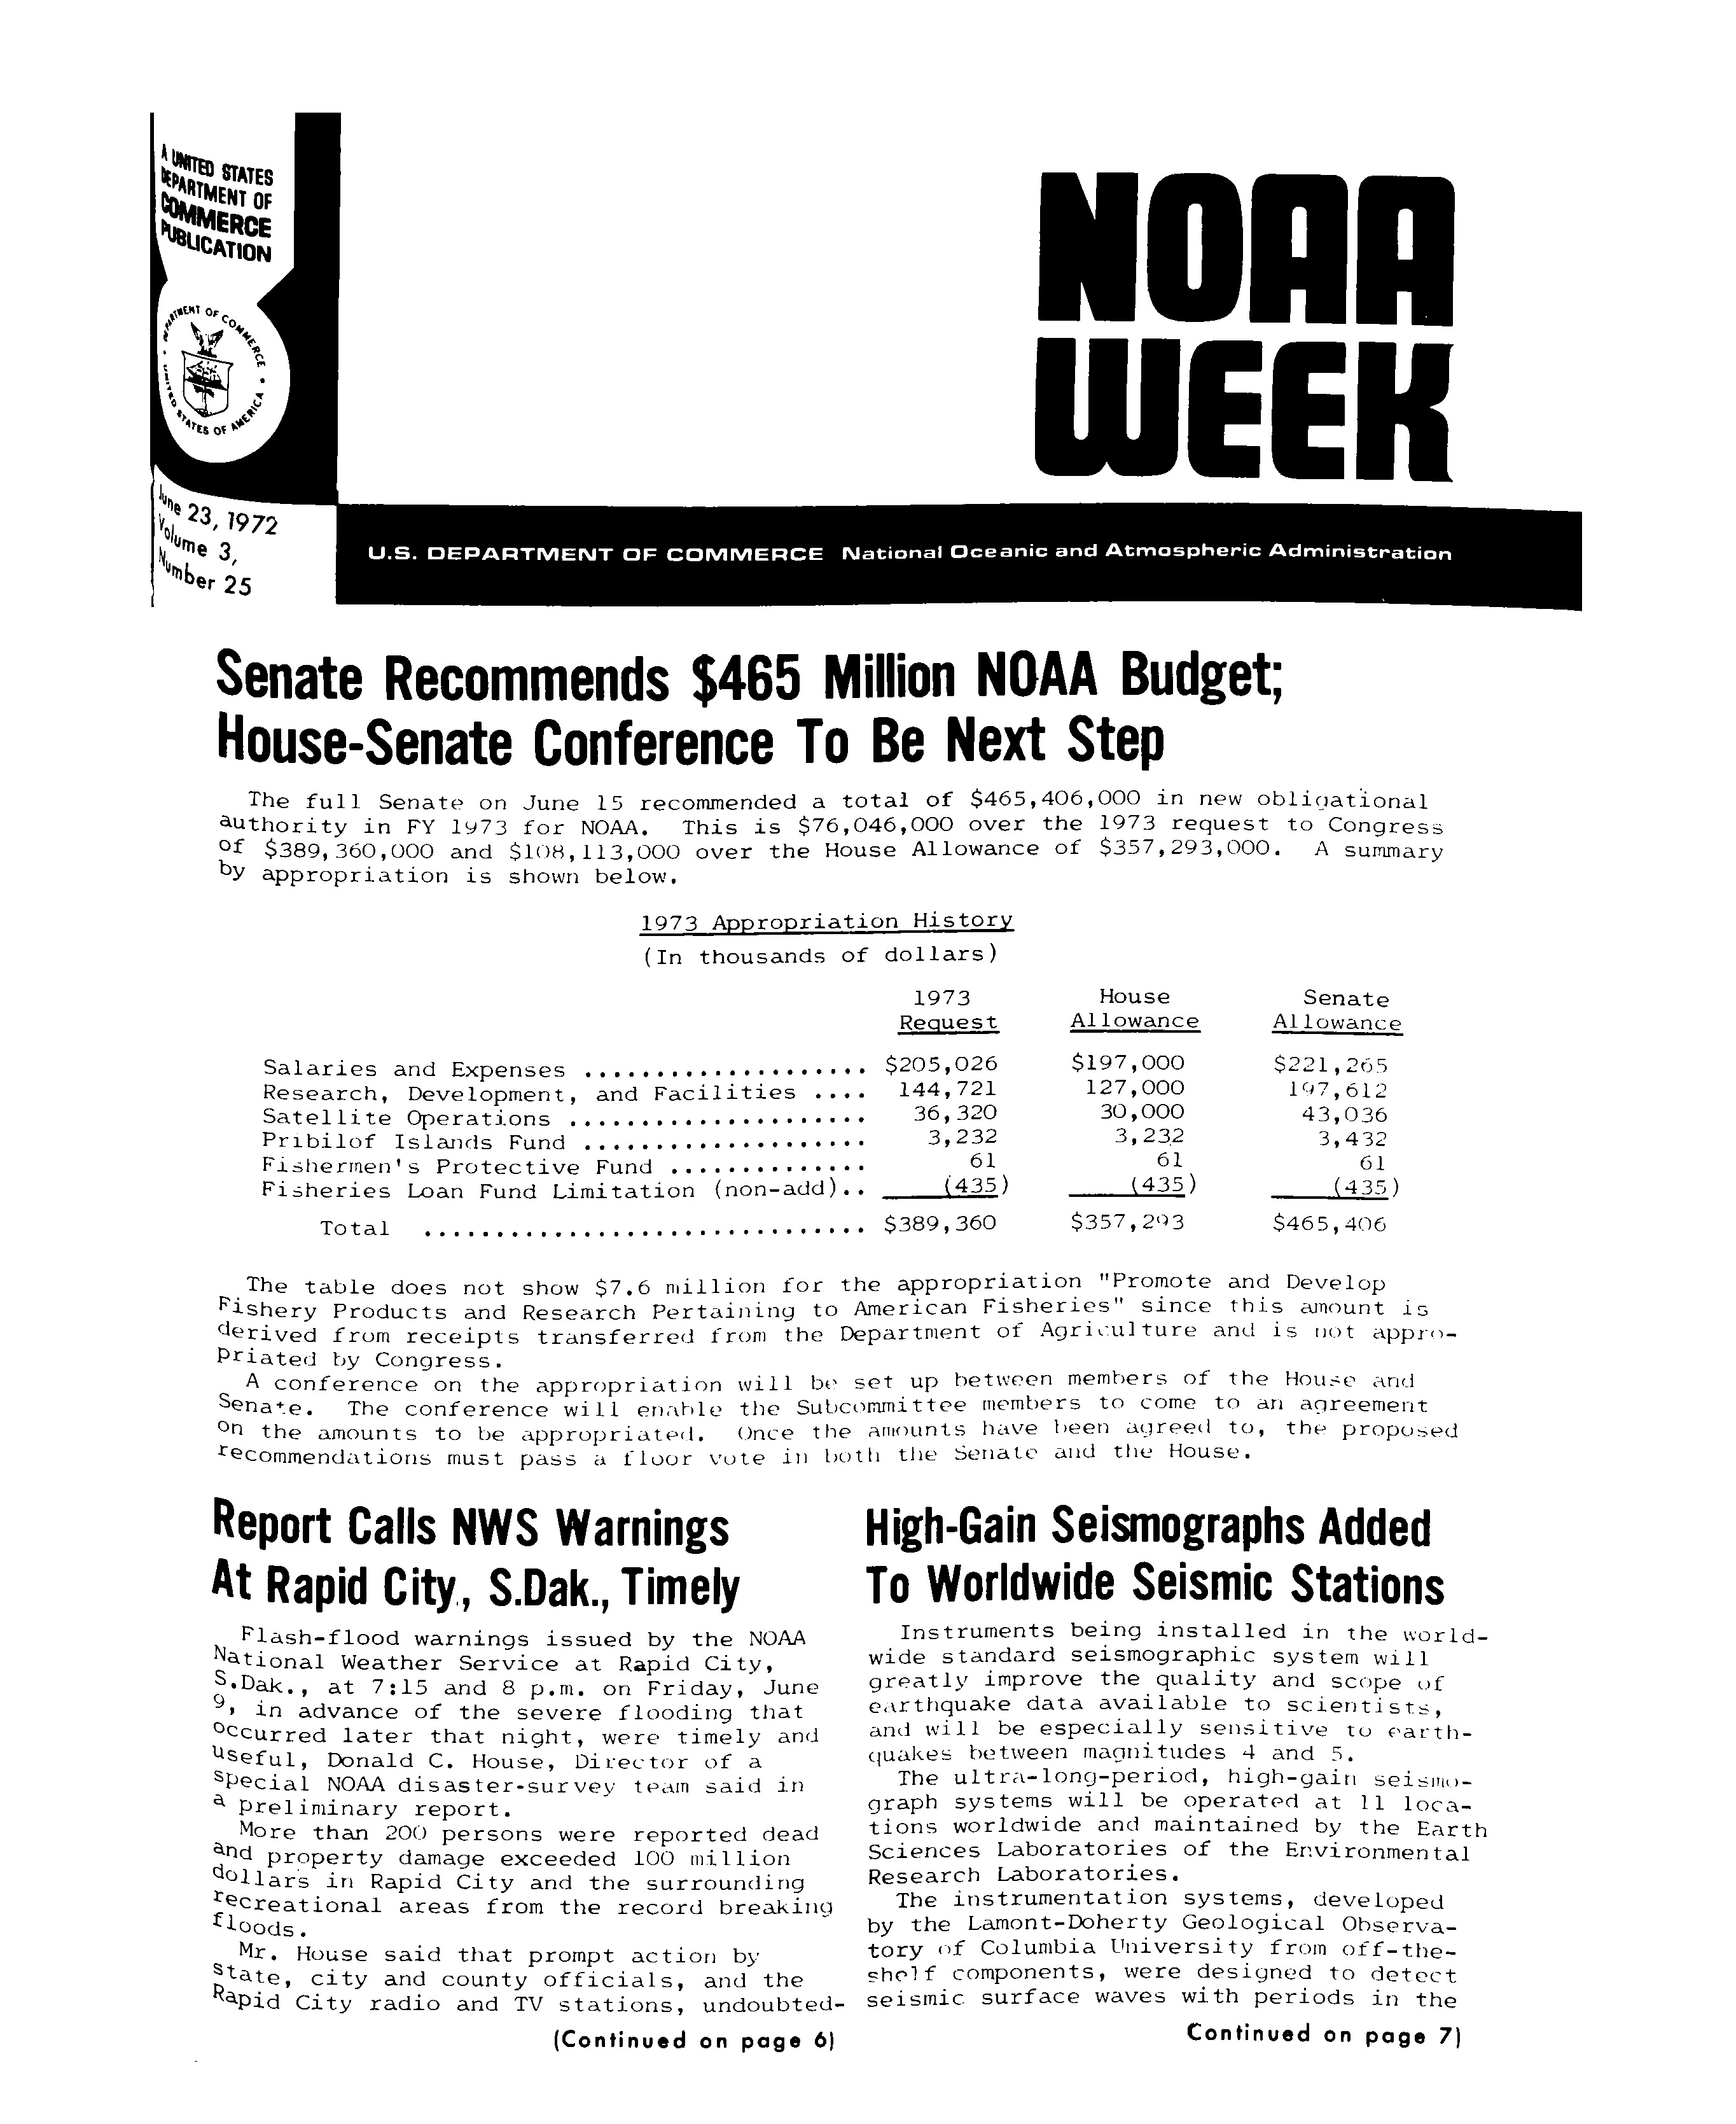 A UNITED STATES
DEPARTMENT OF
COMMERCE
PUBLICATION
DEPARTMENT OF COMMERCE • UNITED STATES OF AMERICA •
June 23, 1972
Volume 3,
Number 25
NOAA
WEEK
U.S. DEPARTMENT OF COMMERCE National Oceanic and Atmospheric Administration
Senate Recommends $465 Million NOAA Budget;
House-Senate Conference To Be Next Step
The full Senate on June 15 recommended a total of $465,406,000 in new obligational
authority in FY 1973 for NOAA. This is $76,046,000 over the 1973 request to Congress
of $389,360,000 and $108,113,000 over the House Allowance of $357,293,000. A summary
by appropriation is shown below.
1973 Appropriation History
(In thousands of dollars)
1973 House Senate
Request Allowance Allowance
Salaries and Expenses .................... $205,026 $197,000 $221,265
Research, Development, and Facilities .... 144,721 127,000 197,612
Satellite Operations ..................... 36,320 30,000 43,036
Pribilof Islands Fund .................... 3,232 3,232 3,432
Fishermen's Protective Fund .............. 61 61 61
Fisheries Loan Fund Limitation (non-add).. (435) (435) (435)
Total ............................... $389,360 $357,293 $465,406
The table does not show $7.6 million for the appropriation "Promote and Develop
Fishery Products and Research Pertaining to American Fisheries" since this amount is
derived from receipts transferred from the Department of Agriculture and is not appro-
priated by Congress.
A conference on the appropriation will be set up between members of the House and
Senate. The conference will enable the Subcommittee members to come to an agreement
on the amounts to be appropriated. Once the amounts have been agreed to, the proposed
recommendations must pass a floor vote in both the Senate and the House.
Report Calls NWS Warnings
At Rapid City, S.Dak., Timely
Flash-flood warnings issued by the NOAA
National Weather Service at Rapid City,
S.Dak., at 7:15 and 8 p.m. on Friday, June
9, in advance of the severe flooding that
occurred later that night, were timely and
useful, Donald C. House, Director of a
special NOAA disaster-survey team said in
a preliminary report.
More than 200 persons were reported dead
and property damage exceeded 100 million
dollars in Rapid City and the surrounding
recreational areas from the record breaking
floods.
Mr. House said that prompt action by
state, city and county officials, and the
Rapid City radio and TV stations, undoubted-
(Continued on page 6)
High-Gain Seismographs Added
To Worldwide Seismic Stations
Instruments being installed in the world-
wide standard seismographic system will
greatly improve the quality and scope of
earthquake data available to scientists,
and will be especially sensitive to earth-
quakes between magnitudes 4 and 5.
The ultra-long-period, high-gain seismo-
graph systems will be operated at 11 loca-
tions worldwide and maintained by the Earth
Sciences Laboratories of the Environmental
Research Laboratories.
The instrumentation systems, developed
by the Lamont-Doherty Geological Observa-
tory of Columbia University from off-the-
shelf components, were designed to detect
seismic surface waves with periods in the
Continued on page 7)